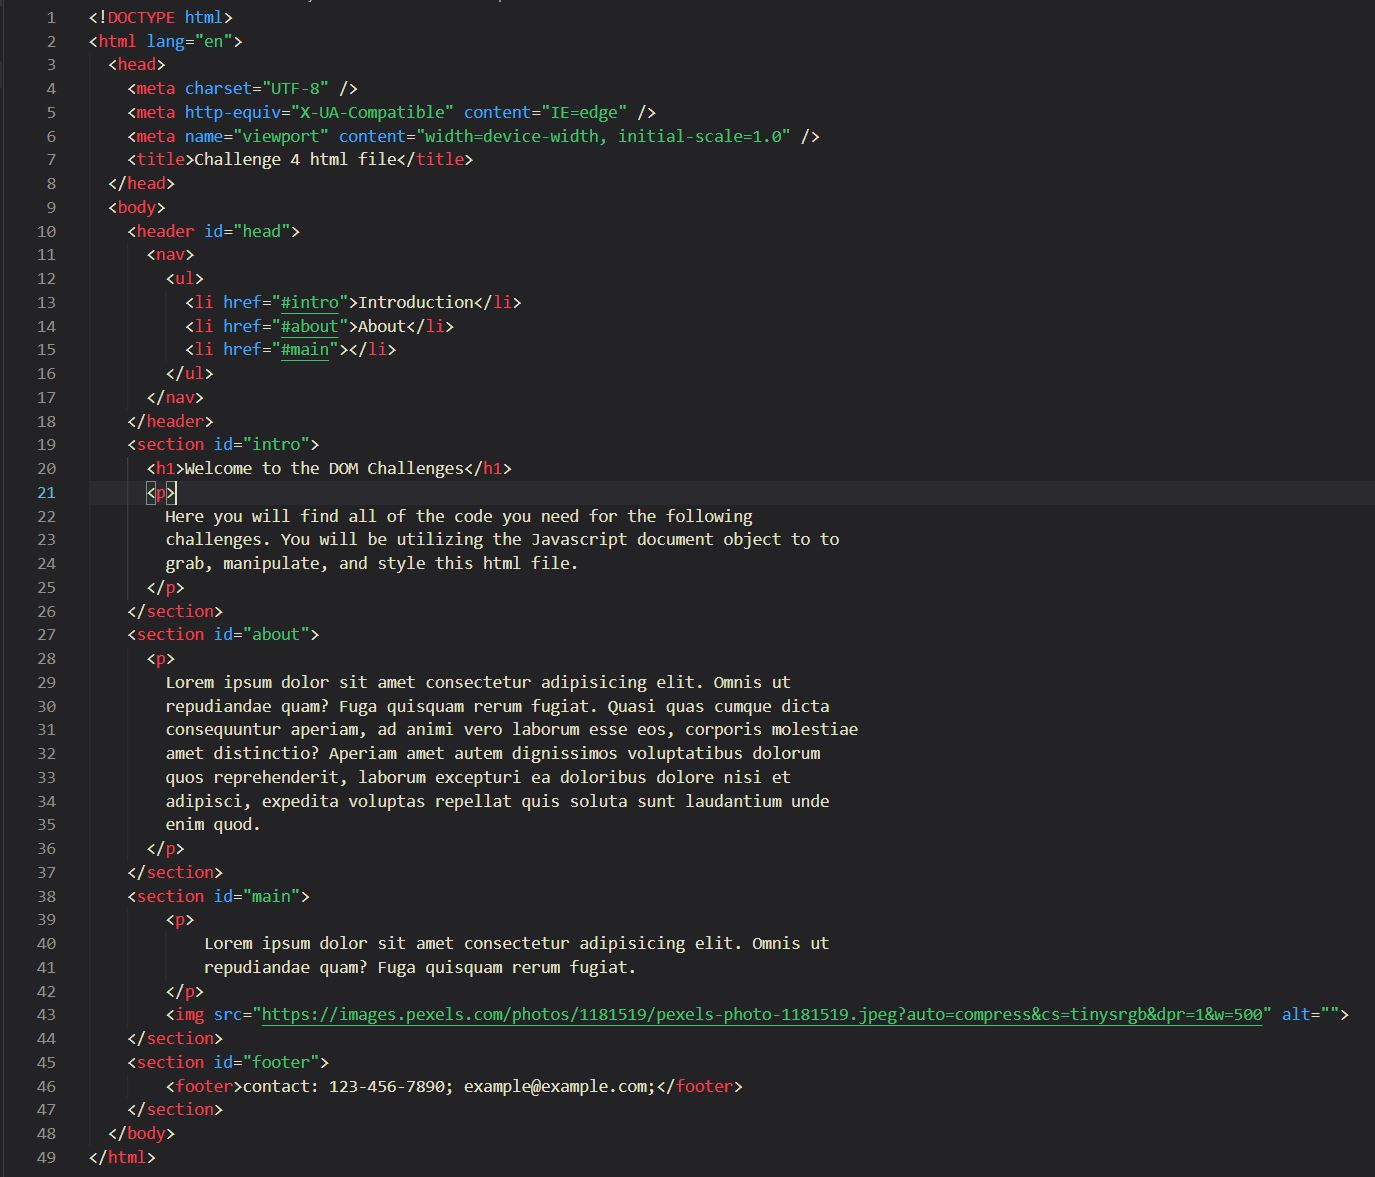 1 <!DOCTYPE html>
2 <html lang="en">
3 <head>
4 <meta charset="UTF-8" />
5 <meta http-equiv="X-UA-Compatible" content="IE=edge" />
6 <meta name="viewport" content="width=device-width, initial-scale=1.0" />
7 <title>Challenge 4 html file</title>
8 </head>
9 <body>
10 <header id="head">
11 <nav>
12 <ul>
13 <li href="#intro">Introduction</li>
14 <li href="#about">About</li>
15 <li href="#main"></li>
16 </ul>
17 </nav>
18 </header>
19 <section id="intro">
20 <h1>Welcome to the DOM Challenges</h1>
21 <p>
22 Here you will find all of the code you need for the following
23 challenges. You will be utilizing the Javascript document object to to
24 grab, manipulate, and style this html file.
25 </p>
26 </section>
27 <section id="about">
28 <p>
29 Lorem ipsum dolor sit amet consectetur adipisicing elit. Omnis ut
30 repudiandae quam? Fuga quisquam rerum fugiat. Quasi quas cumque dicta
31 consequuntur aperiam, ad animi vero laborum esse eos, corporis molestiae
32 amet distinctio? Aperiam amet autem dignissimos voluptatibus dolorum
33 quos reprehenderit, laborum excepturi ea doloribus dolore nisi et
34 adipisci, expedita voluptas repellat quis soluta sunt laudantium unde
35 enim quod.
36 </p>
37 </section>
38 <section id="main">
39 <p>
40 Lorem ipsum dolor sit amet consectetur adipisicing elit. Omnis ut
41 repudiandae quam? Fuga quisquam rerum fugiat.
42 </p>
43 <img src="https://images.pexels.com/photos/1181519/pexels-photo-1181519.jpeg?auto=compress&cs=tinysrgb&dpr=1&w=500" alt="">
44 </section>
45 <section id="footer">
46 <footer>contact: 123-456-7890; example@example.com;</footer>
47 </section>
48 </body>
49 </html>